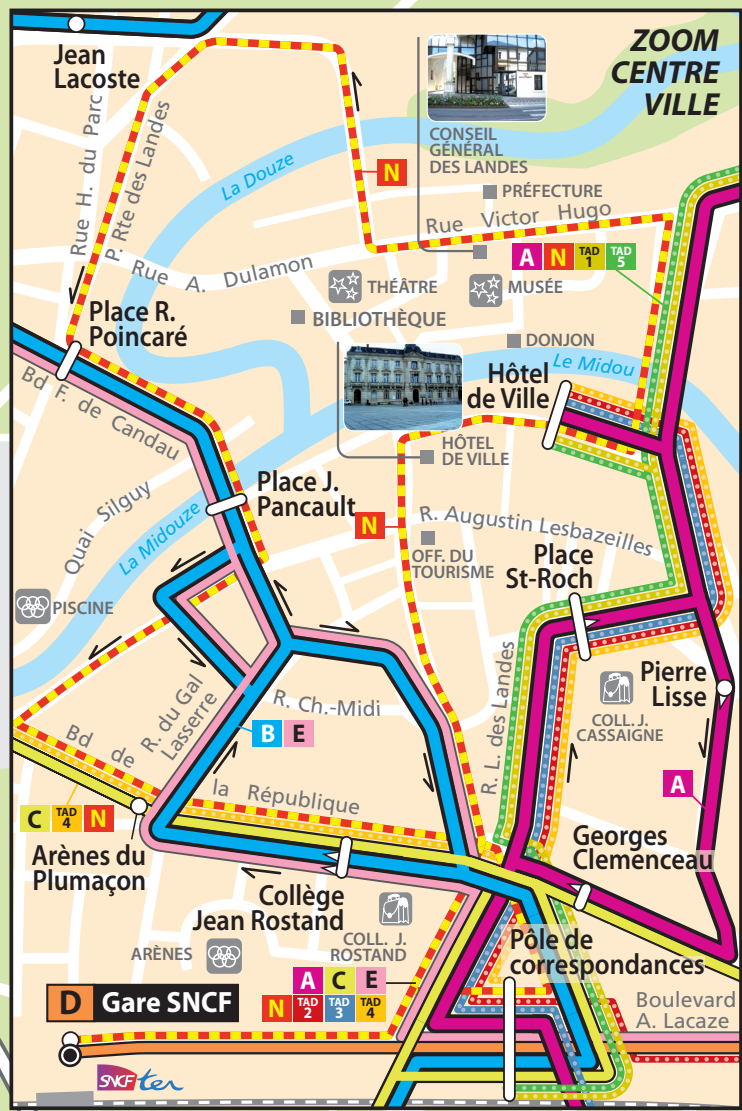 ZOOM
CENTRE
VILLE
Jean
Lacoste
CONSEIL
GÉNÉRAL
DES LANDES
Rue H. du Parc
P. Rte des Landes
La Douze
N
PRÉFECTURE
Rue Victor Hugo
A N TAD 1 TAD 5
Rue A. Dulamon
THÉÂTRE
MUSÉE
BIBLIOTHÈQUE
Place R.
Poincaré
DONJON
Le Midou
Bd F. de Candau
Hôtel
de Ville
HÔTEL
DE VILLE
Place J.
Pancault
N
Quai Silguy
La Midouze
R. Augustin Lesbazeilles
OFF. DU
TOURISME
Place
St-Roch
PISCINE
Pierre
Lisse
COLL. J.
CASSAIGNE
R. du Gal
Lasserre
R. Ch.-Midi
R. L. des Landes
B E
A
Bd de la République
C TAD 4 N
Arènes du
Plumaçon
Georges
Clemenceau
Collège
Jean Rostand
COLL. J.
ROSTAND
ARÈNES
Pôle de
correspondances
A C E
N TAD 2 TAD 3 TAD 4
D Gare SNCF
Boulevard
A. Lacaze
SNCF ter